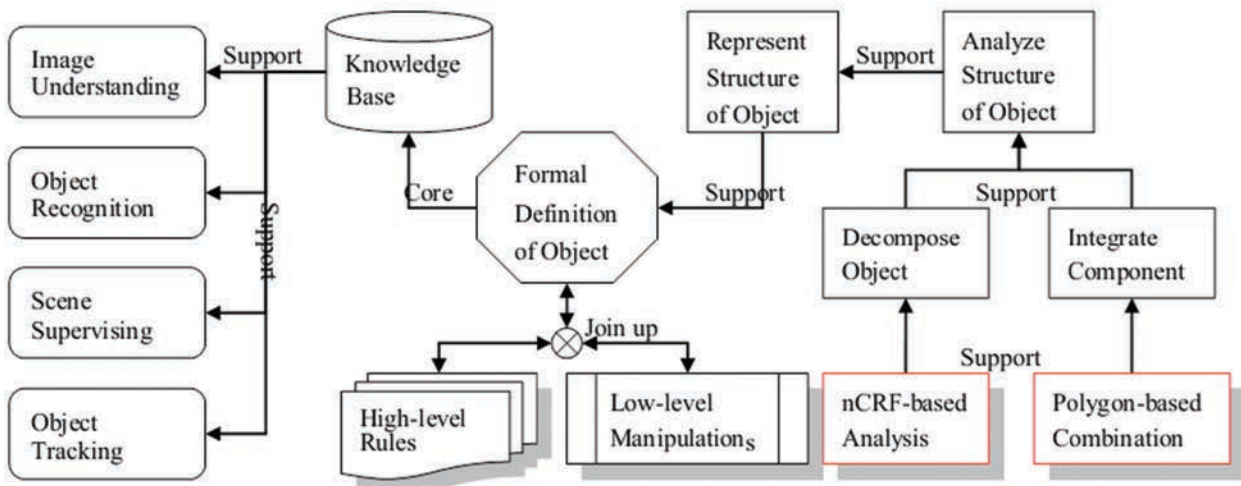 Image
Understanding
Support
Knowledge
Base
Represent
Structure
of Object
Support
Analyze
Structure
of Object
Object
Recognition
Support
Core
Formal
Definition
of Object
Support
Support
Decompose
Object
Integrate
Component
Scene
Supervising
Join up
Support
Object
Tracking
High-level
Rules
Low-level
Manipulations
nCRF-based
Analysis
Polygon-based
Combination